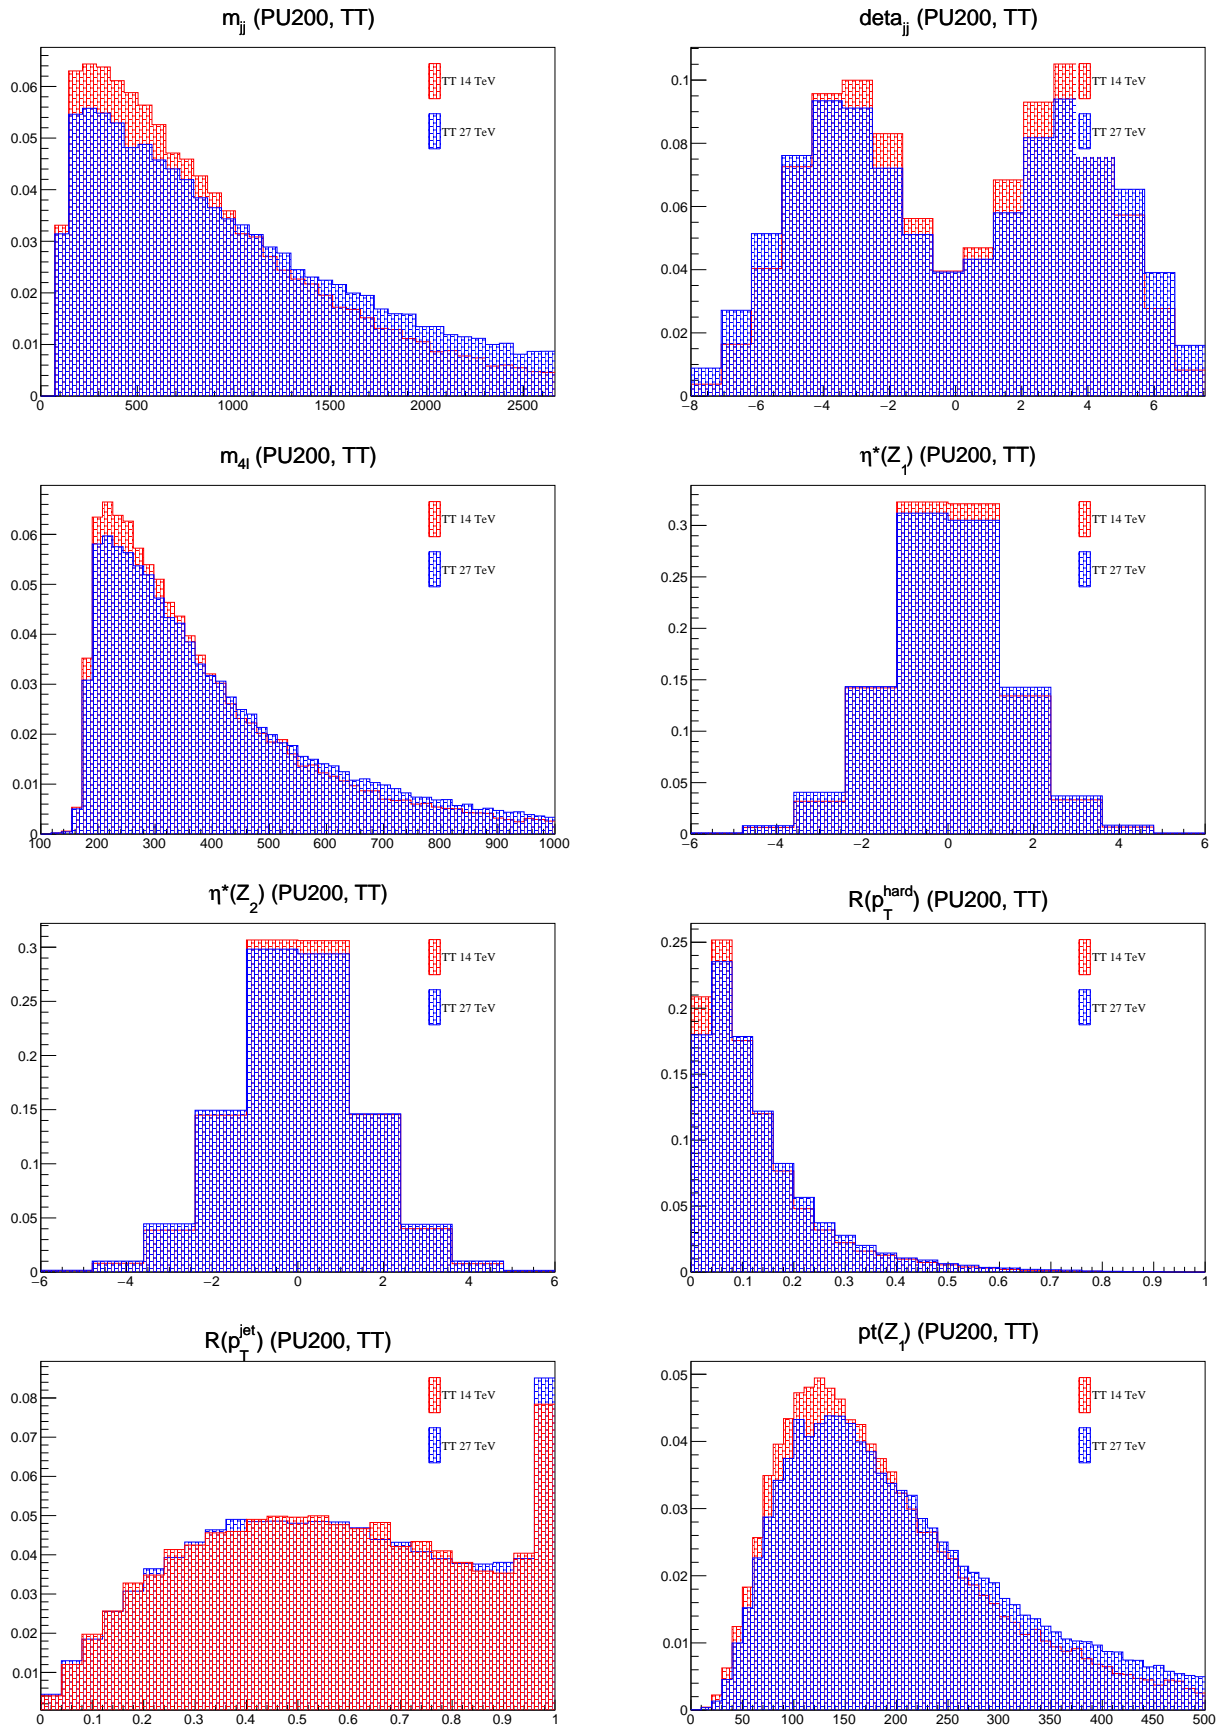 m_jj (PU200, TT)
TT 14 TeV
TT 27 TeV
0.06
0.05
0.04
0.03
0.02
0.01
0
0 500 1000 1500 2000 2500
deta_jj (PU200, TT)
TT 14 TeV
TT 27 TeV
0.1
0.08
0.06
0.04
0.02
0
−8 −6 −4 −2 0 2 4 6
m_4l (PU200, TT)
TT 14 TeV
TT 27 TeV
0.06
0.05
0.04
0.03
0.02
0.01
0
100 200 300 400 500 600 700 800 900 1000
η*(Z_1) (PU200, TT)
TT 14 TeV
TT 27 TeV
0.3
0.25
0.2
0.15
0.1
0.05
0
−6 −4 −2 0 2 4 6
η*(Z_2) (PU200, TT)
TT 14 TeV
TT 27 TeV
0.3
0.25
0.2
0.15
0.1
0.05
0
−6 −4 −2 0 2 4 6
R(p_T^hard) (PU200, TT)
TT 14 TeV
TT 27 TeV
0.25
0.2
0.15
0.1
0.05
0
0 0.1 0.2 0.3 0.4 0.5 0.6 0.7 0.8 0.9 1
R(p_T^jet) (PU200, TT)
TT 14 TeV
TT 27 TeV
0.08
0.07
0.06
0.05
0.04
0.03
0.02
0.01
0 0.1 0.2 0.3 0.4 0.5 0.6 0.7 0.8 0.9 1
pt(Z_1) (PU200, TT)
TT 14 TeV
TT 27 TeV
0.05
0.04
0.03
0.02
0.01
0
0 50 100 150 200 250 300 350 400 450 500